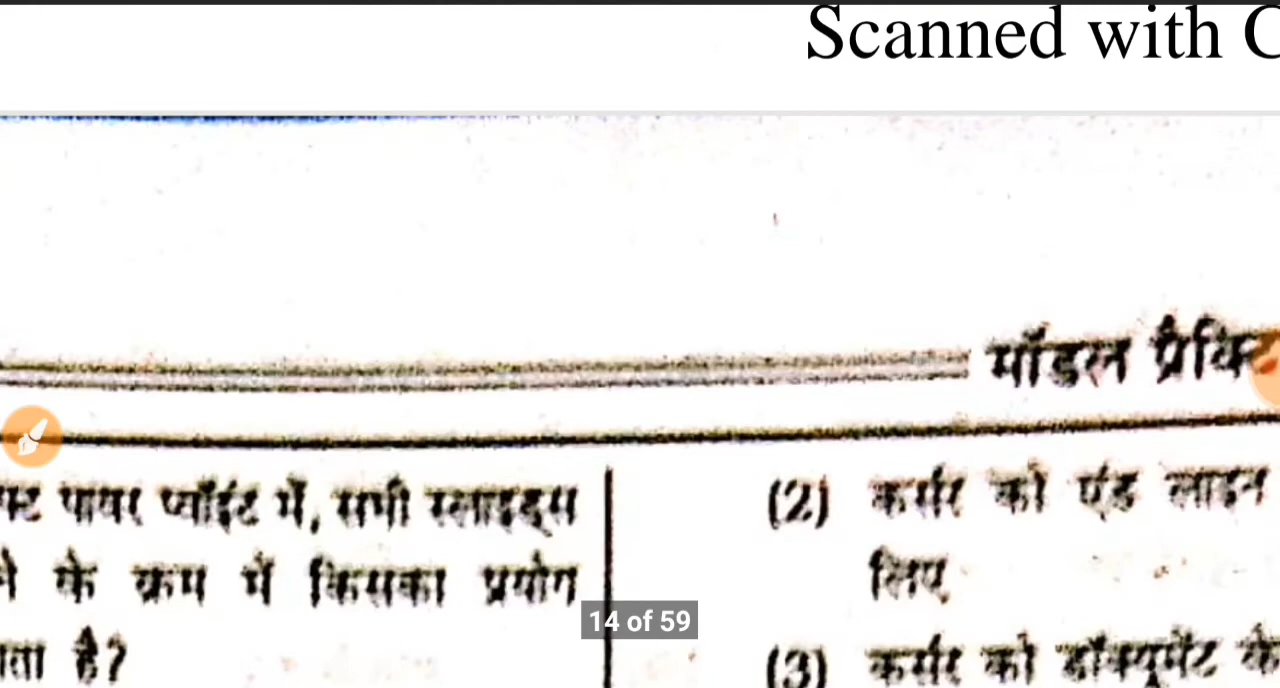 Scanned with
मॉडल
पावर प्वॉइंट में, सभी स्लाइड्स
के क्रम में किसका प्रयोग
है?
(2) कर्सर को एंड लाइन
लिए
(3) कर्सर को डॉक्यूमेंट के
14 of 59